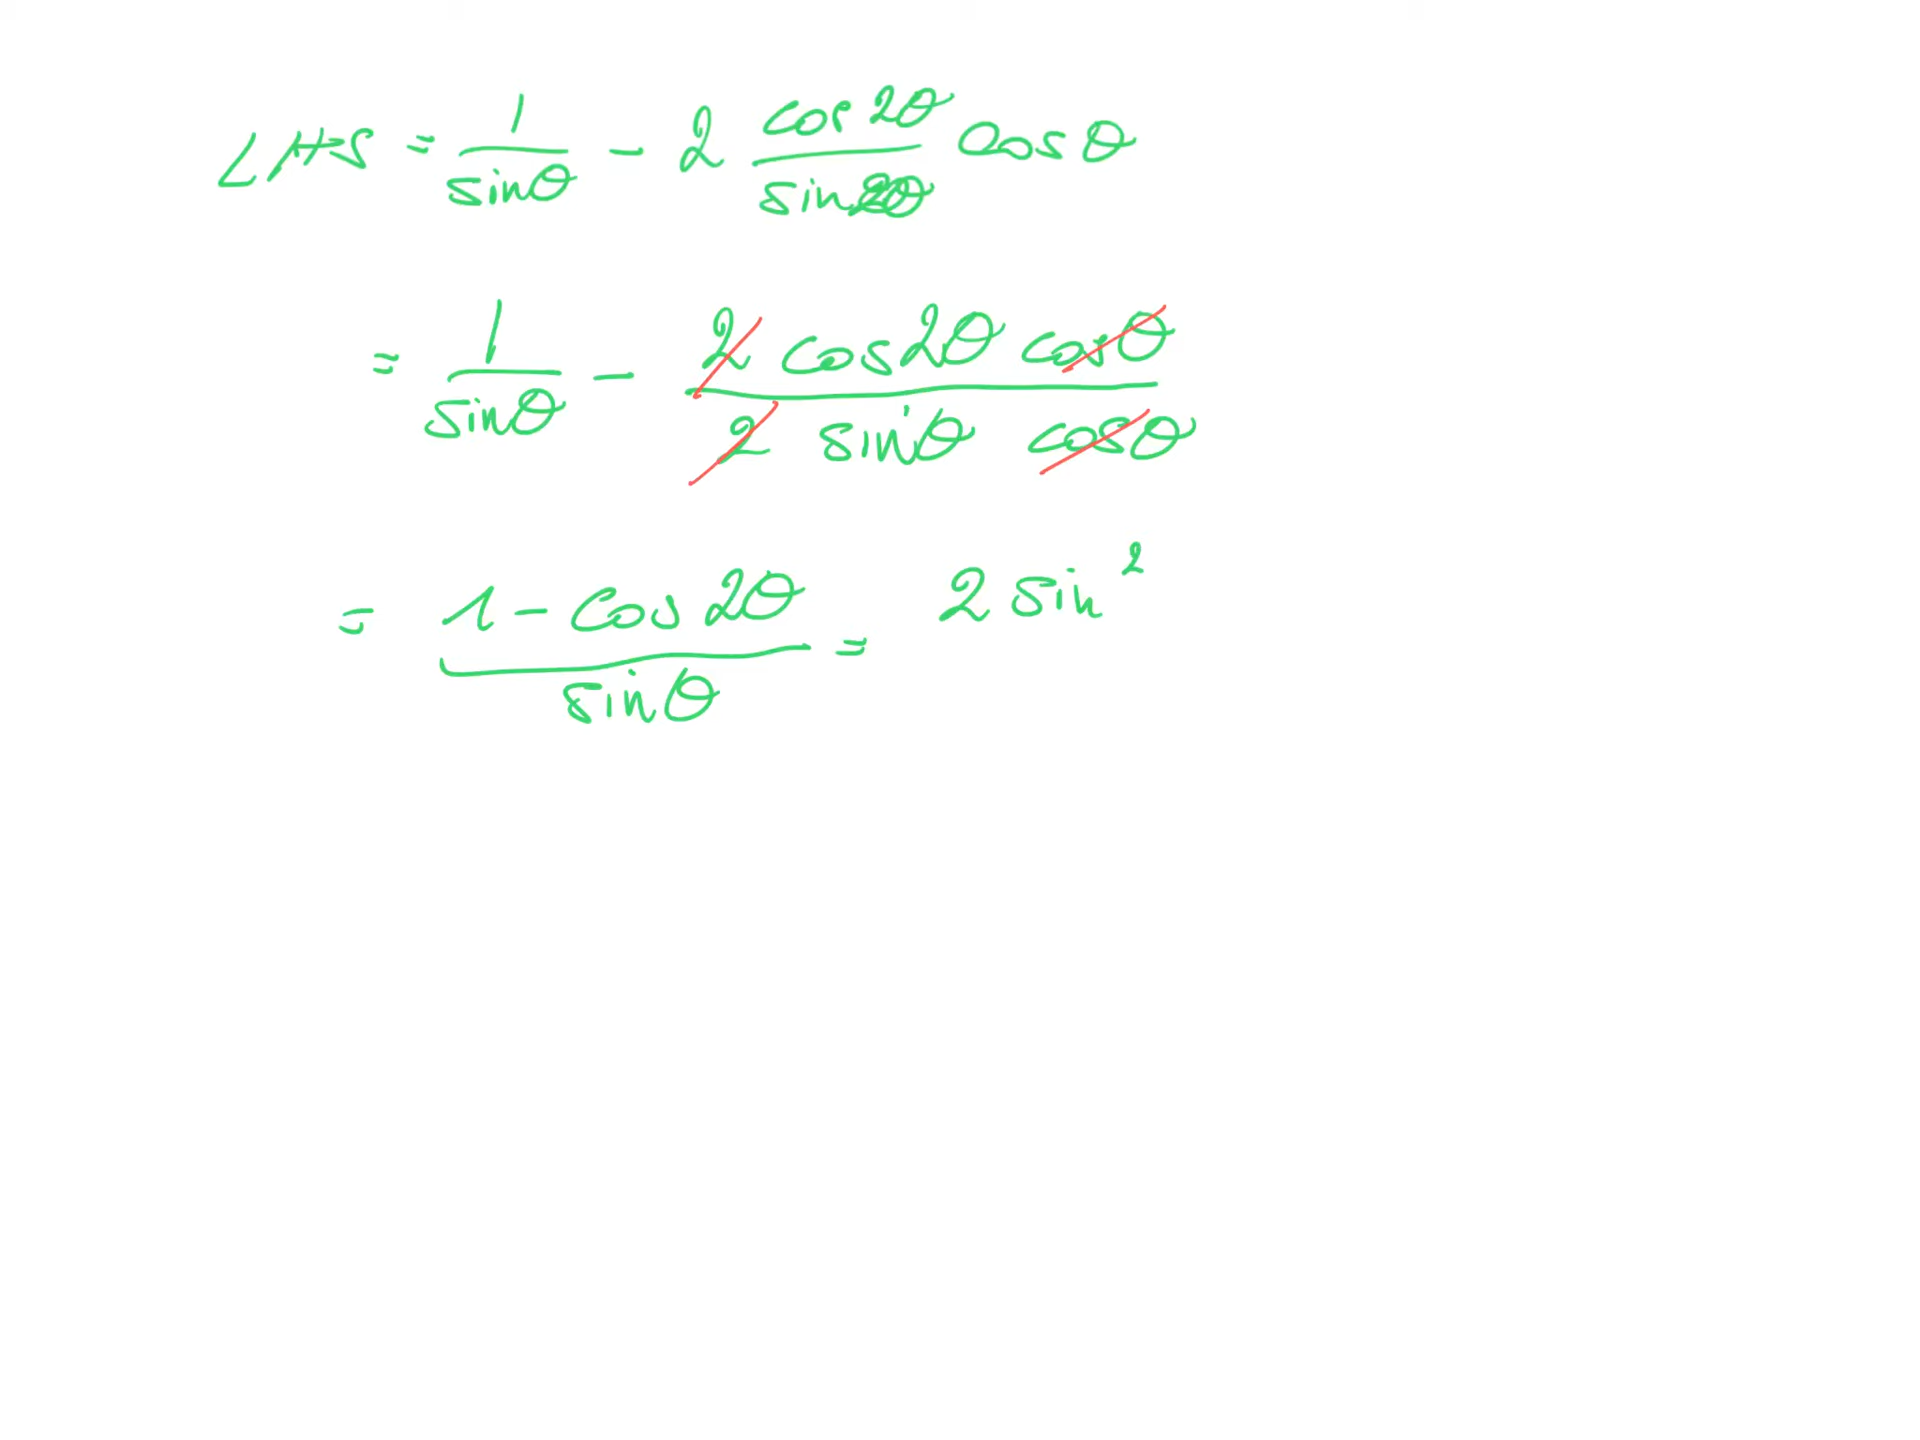 LHS = 1/sinθ - 2 cos2θ/sin2θ cosθ
= 1/sinθ - 2 cos2θ cosθ / 2 sinθ cosθ
= 1 - cos2θ / sinθ = 2 sin²